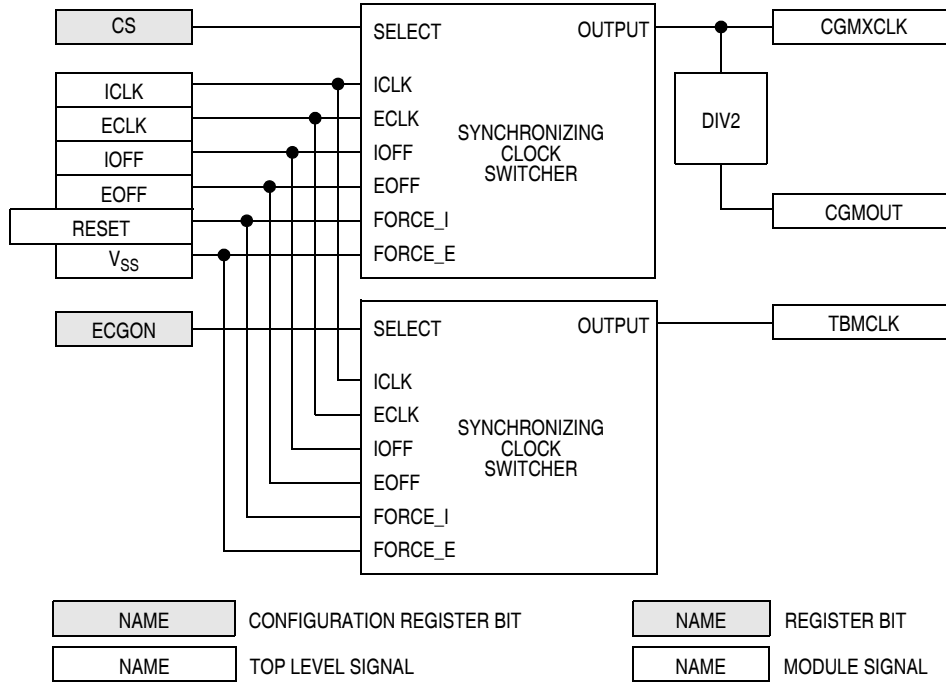 CS
ICLK
ECLK
IOFF
EOFF
RESET
VSS
ECGON
SELECT
OUTPUT
ICLK
ECLK
IOFF
EOFF
FORCE_I
FORCE_E
SYNCHRONIZING
CLOCK
SWITCHER
CGMXCLK
DIV2
CGMOUT
SELECT
OUTPUT
ICLK
ECLK
IOFF
EOFF
FORCE_I
FORCE_E
SYNCHRONIZING
CLOCK
SWITCHER
TBMCLK
NAME CONFIGURATION REGISTER BIT
NAME TOP LEVEL SIGNAL
NAME REGISTER BIT
NAME MODULE SIGNAL